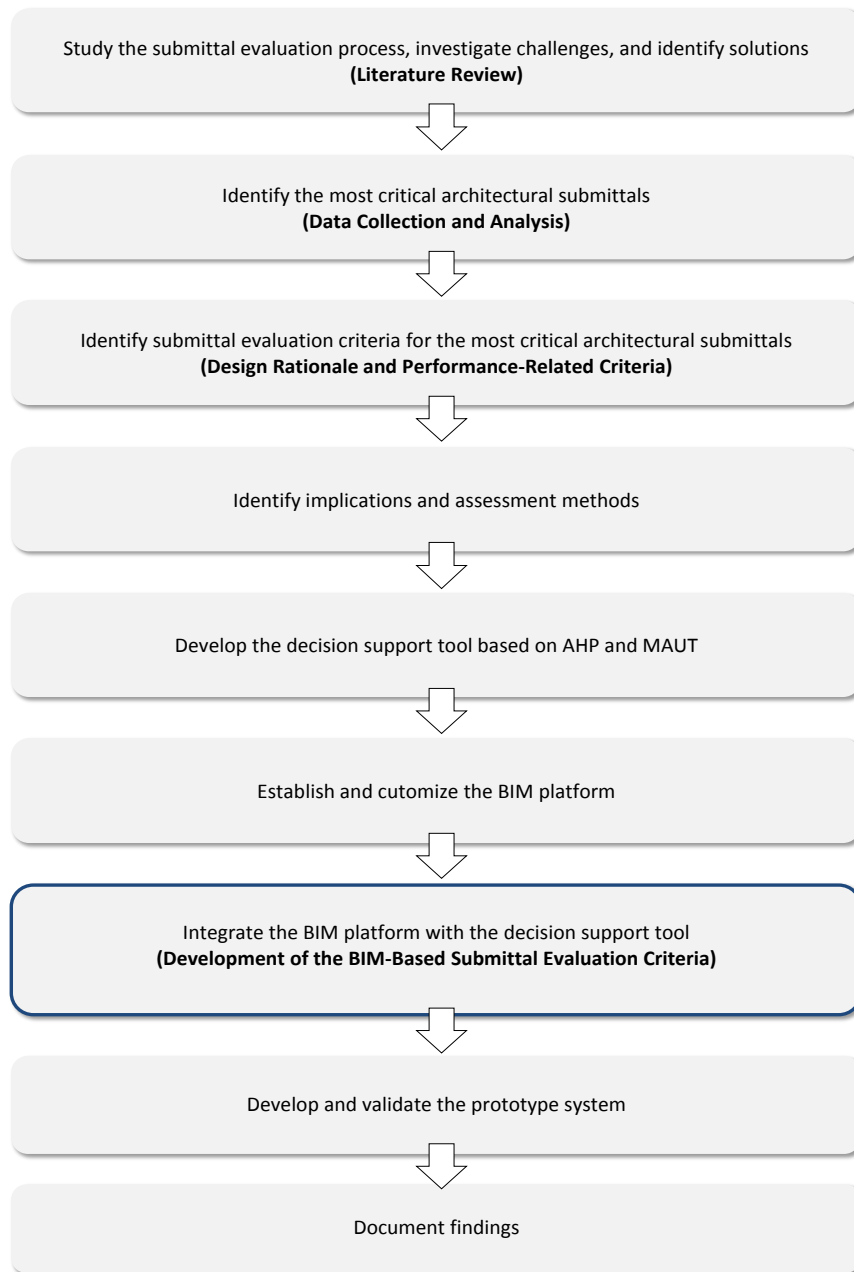 Study the submittal evaluation process, investigate challenges, and identify solutions
(Literature Review)
Identify the most critical architectural submittals
(Data Collection and Analysis)
Identify submittal evaluation criteria for the most critical architectural submittals
(Design Rationale and Performance-Related Criteria)
Identify implications and assessment methods
Develop the decision support tool based on AHP and MAUT
Establish and cutomize the BIM platform
Integrate the BIM platform with the decision support tool
(Development of the BIM-Based Submittal Evaluation Criteria)
Develop and validate the prototype system
Document findings